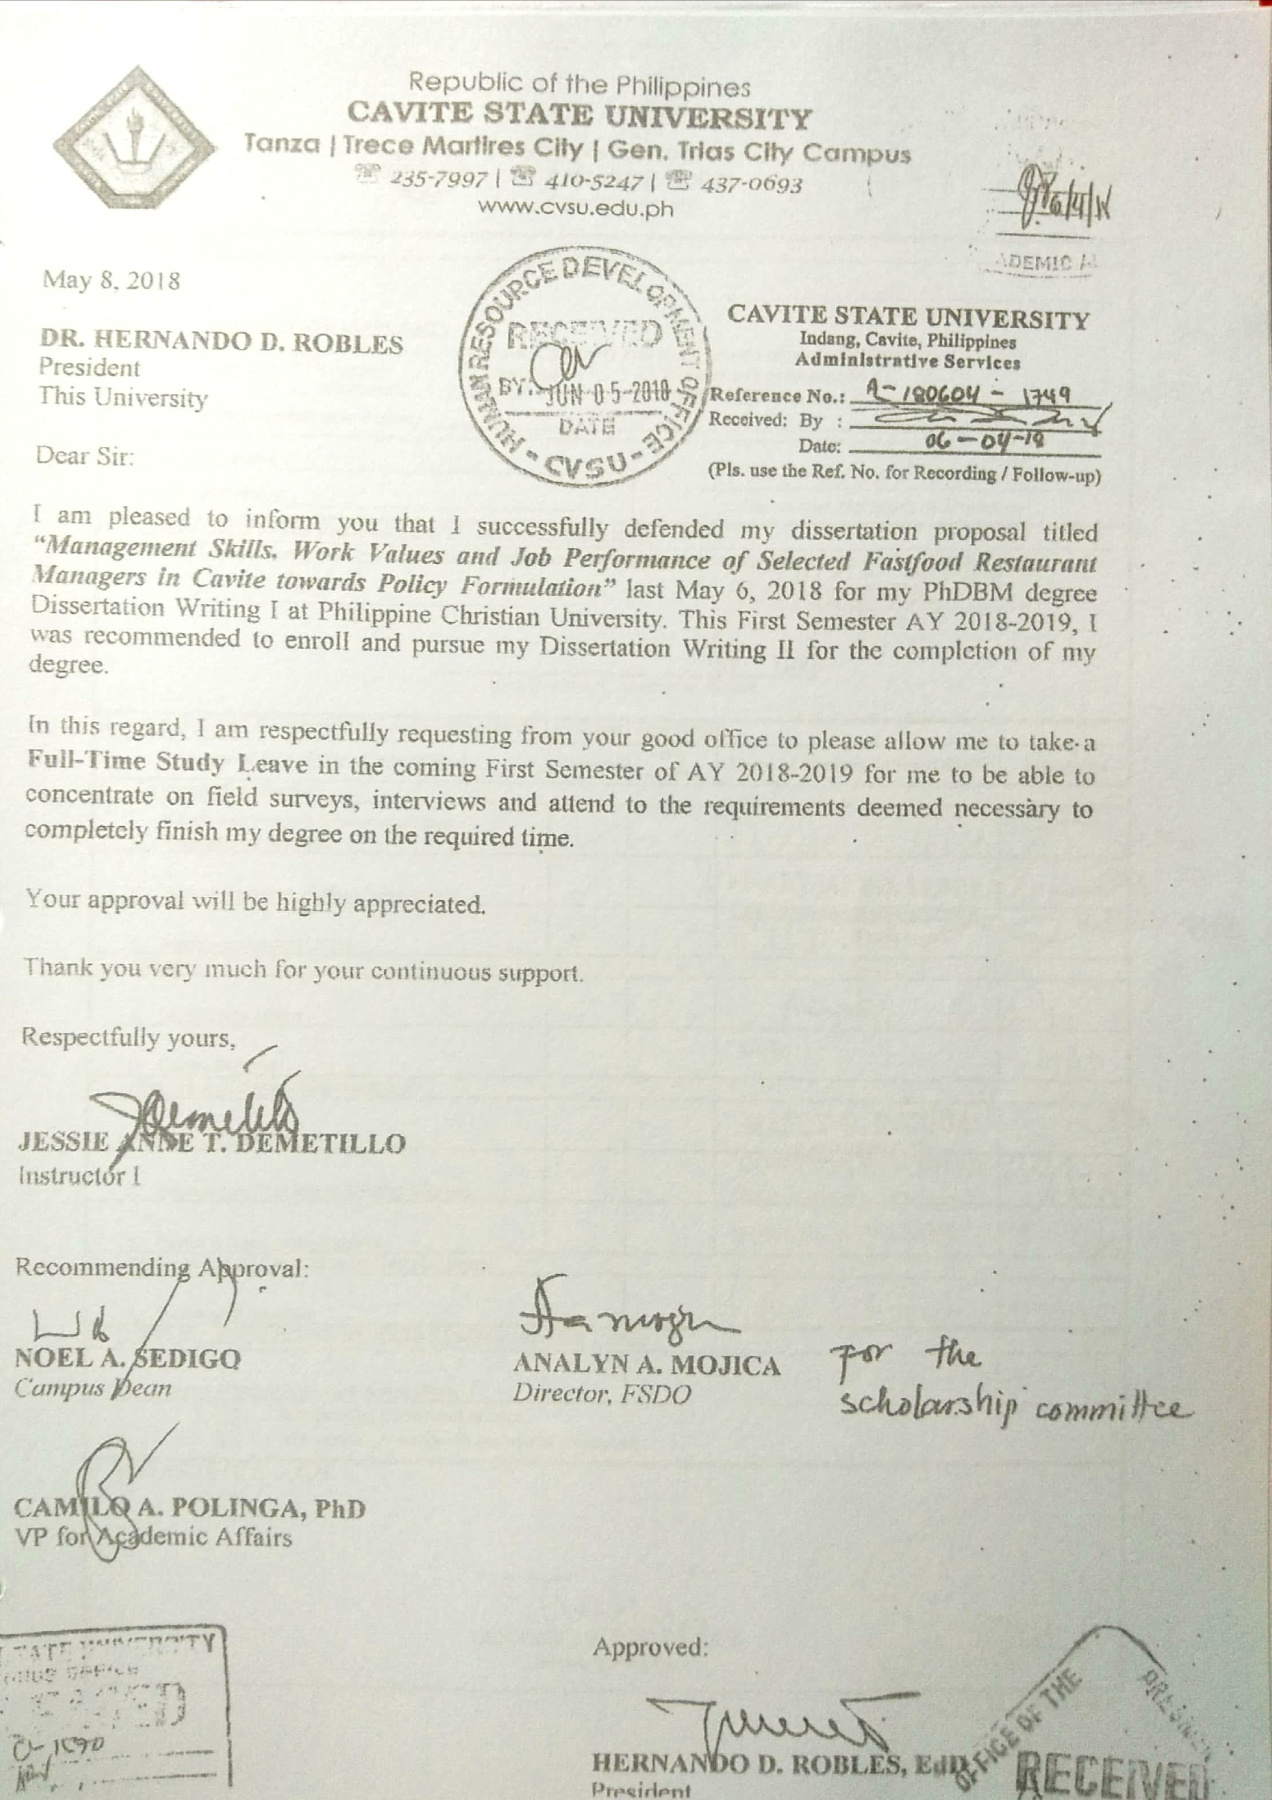 Republic of the Philippines
CAVITE STATE UNIVERSITY
Tanza | Trece Martires City | Gen. Trias City Campus
☏ 235-7997 | ☏ 410-5247 | ☏ 437-0693
www.cvsu.edu.ph
ADEMIC A
May 8, 2018
DR. HERNANDO D. ROBLES
President
This University
HUMAN RESOURCE DEVELOPMENT OFFICE
RECEIVED
BY:
JUN 05 2018
DATE
- CVSU -
CAVITE STATE UNIVERSITY
Indang, Cavite, Philippines
Administrative Services
Reference No.: A-180604-1749
Received: By :
Date: 06-04-18
(Pls. use the Ref. No. for Recording / Follow-up)
Dear Sir:
I am pleased to inform you that I successfully defended my dissertation proposal titled
"Management Skills. Work Values and Job Performance of Selected Fastfood Restaurant
Managers in Cavite towards Policy Formulation" last May 6, 2018 for my PhDBM degree
Dissertation Writing I at Philippine Christian University. This First Semester AY 2018-2019, I
was recommended to enroll and pursue my Dissertation Writing II for the completion of my
degree.
In this regard, I am respectfully requesting from your good office to please allow me to take a
Full-Time Study Leave in the coming First Semester of AY 2018-2019 for me to be able to
concentrate on field surveys, interviews and attend to the requirements deemed necessary to
completely finish my degree on the required time.
Your approval will be highly appreciated.
Thank you very much for your continuous support.
Respectfully yours,
JESSIE ANNE T. DEMETILLO
Instructor I
Recommending Approval:
NOEL A. SEDIGO
Campus Dean
ANALYN A. MOJICA
Director, FSDO
for the
scholarship committee
CAMILO A. POLINGA, PhD
VP for Academic Affairs
STATE UNIVERSITY
Approved:
HERNANDO D. ROBLES, EdD
President
OFFICE OF THE PRESIDENT
RECEIVED